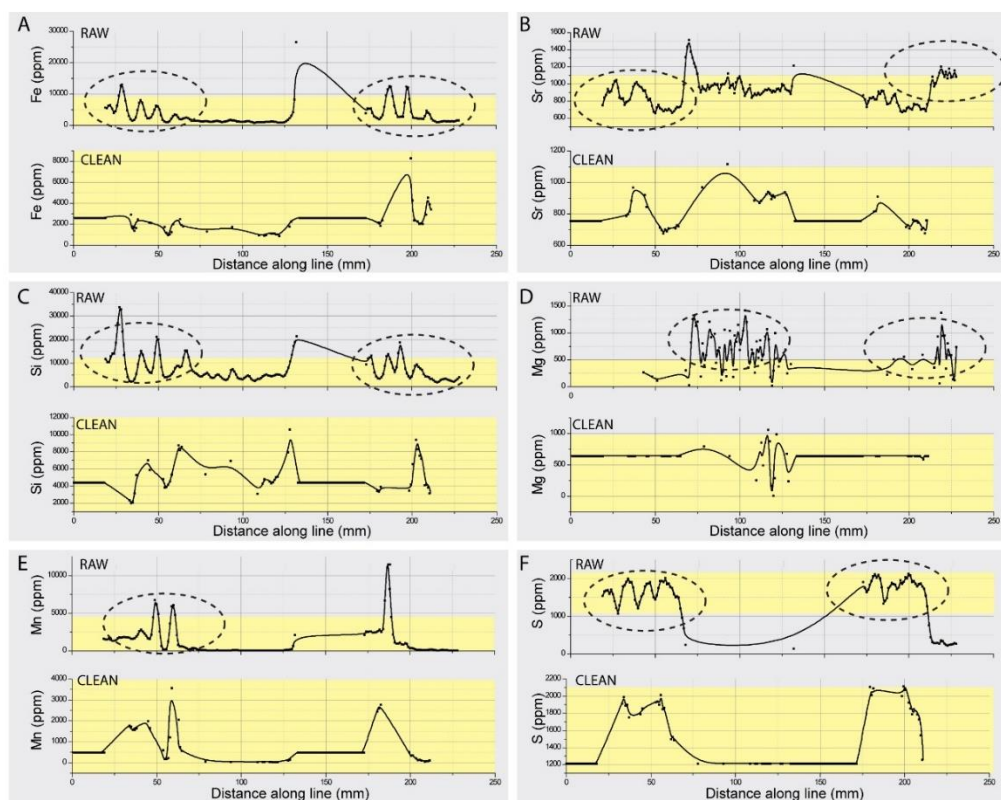 A
RAW
Fe (ppm)
30000
20000
10000
0
CLEAN
Fe (ppm)
8000
6000
4000
2000
0
0 50 100 150 200 250
Distance along line (mm)
B
RAW
Sr (ppm)
1600
1400
1200
1000
800
600
CLEAN
Sr (ppm)
1200
1000
800
600
0 50 100 150 200 250
Distance along line (mm)
C
RAW
Si (ppm)
40000
30000
20000
10000
0
CLEAN
Si (ppm)
12000
10000
8000
6000
4000
2000
0 50 100 150 200 250
Distance along line (mm)
D
RAW
Mg (ppm)
1500
1000
500
0
0
CLEAN
Mg (ppm)
1000
500
0
0 50 100 150 200 250
Distance along line (mm)
E
RAW
Mn (ppm)
10000
5000
0
CLEAN
Mn (ppm)
4000
3000
2000
1000
0
0 50 100 150 200 250
Distance along line (mm)
F
RAW
S (ppm)
2000
1000
0
CLEAN
S (ppm)
2200
2000
1800
1600
1400
1200
0 50 100 150 200 250
Distance along line (mm)